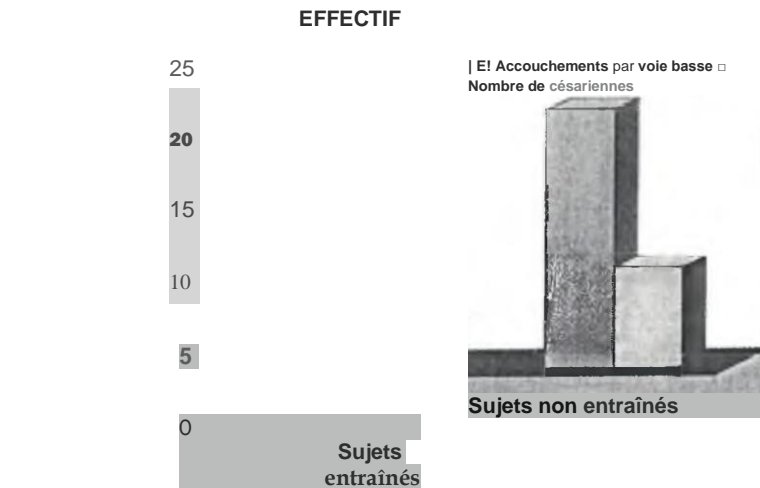 EFFECTIF
25
20
15
10
5
0
Sujets
entraînés
| E! Accouchements par voie basse □
Nombre de césariennes
Sujets non entraînés